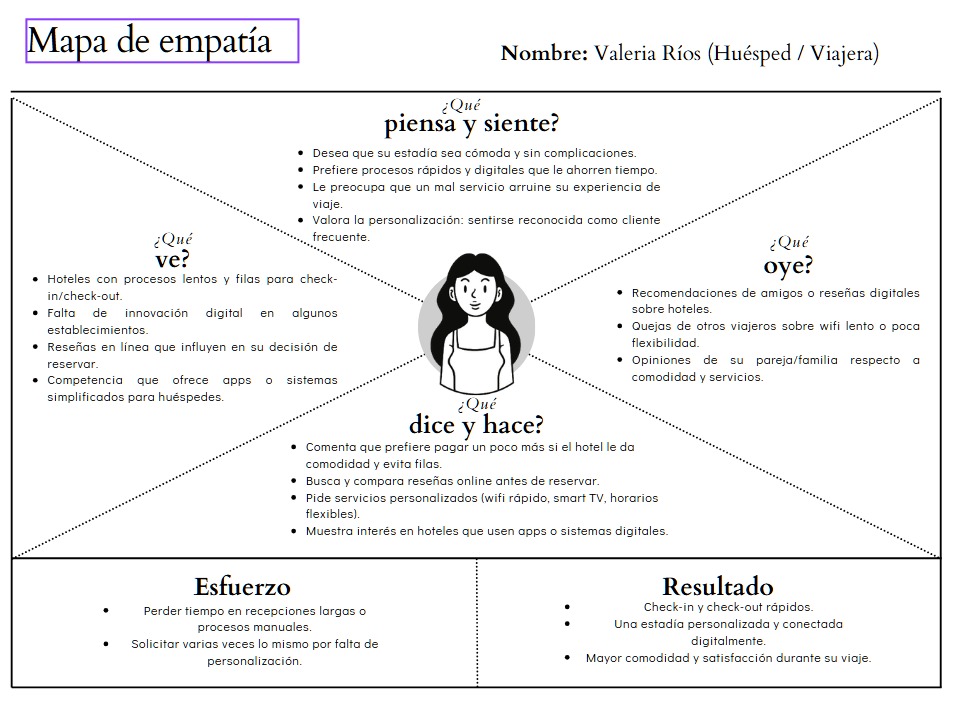 Mapa de empatía
Nombre: Valeria Ríos (Huésped / Viajera)
¿Qué
piensa y siente?
• Desea que su estadía sea cómoda y sin complicaciones.
• Prefiere procesos rápidos y digitales que le ahorren tiempo.
• Le preocupa que un mal servicio arruine su experiencia de
viaje.
• Valora la personalización: sentirse reconocida como cliente
frecuente.
¿Qué
ve?
• Hoteles con procesos lentos y filas para check-
in/check-out.
• Falta de innovación digital en algunos
establecimientos.
• Reseñas en línea que influyen en su decisión de
reservar.
• Competencia que ofrece apps o sistemas
simplificados para huéspedes.
¿Qué
oye?
• Recomendaciones de amigos o reseñas digitales
sobre hoteles.
• Quejas de otros viajeros sobre wifi lento o poca
flexibilidad.
• Opiniones de su pareja/familia respecto a
comodidad y servicios.
¿Qué
dice y hace?
• Comenta que prefiere pagar un poco más si el hotel le da
comodidad y evita filas.
• Busca y compara reseñas online antes de reservar.
• Pide servicios personalizados (wifi rápido, smart TV, horarios
flexibles).
• Muestra interés en hoteles que usen apps o sistemas digitales.
Esfuerzo
• Perder tiempo en recepciones largas o
procesos manuales.
• Solicitar varias veces lo mismo por falta de
personalización.
Resultado
• Check-in y check-out rápidos.
• Una estadía personalizada y conectada
digitalmente.
• Mayor comodidad y satisfacción durante su viaje.